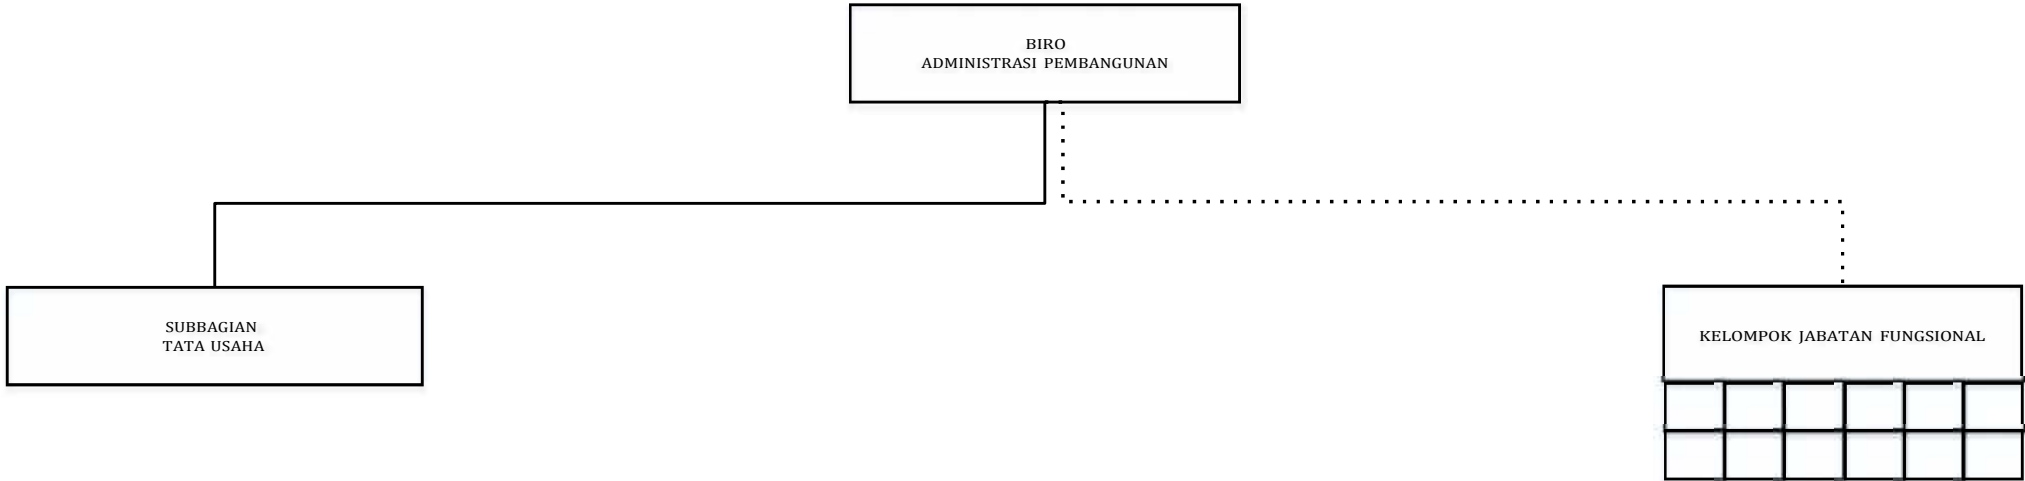 BIRO
ADMINISTRASI PEMBANGUNAN
SUBBAGIAN
TATA USAHA
KELOMPOK JABATAN FUNGSIONAL